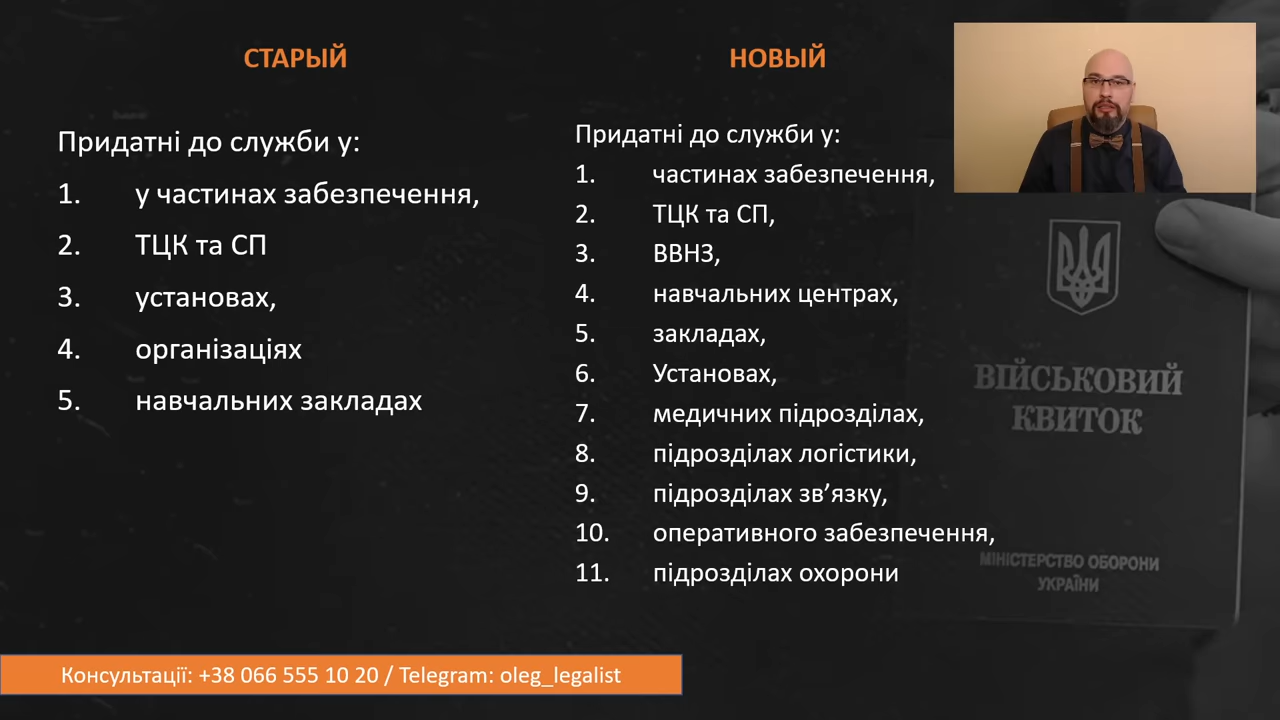 СТАРЫЙ
Придатні до служби у:
1. у частинах забезпечення,
2. ТЦК та СП
3. установах,
4. організаціях
5. навчальних закладах
НОВЫЙ
Придатні до служби у:
1. частинах забезпечення,
2. ТЦК та СП,
3. ВВНЗ,
4. навчальних центрах,
5. закладах,
6. Установах,
7. медичних підрозділах,
8. підрозділах логістики,
9. підрозділах зв’язку,
10. оперативного забезпечення,
11. підрозділах охорони
ВІЙСЬКОВИЙ
КВИТОК
МІНІСТЕРСТВО ОБОРОНИ
УКРАЇНИ
Консультації: +38 066 555 10 20 / Telegram: oleg_legalist